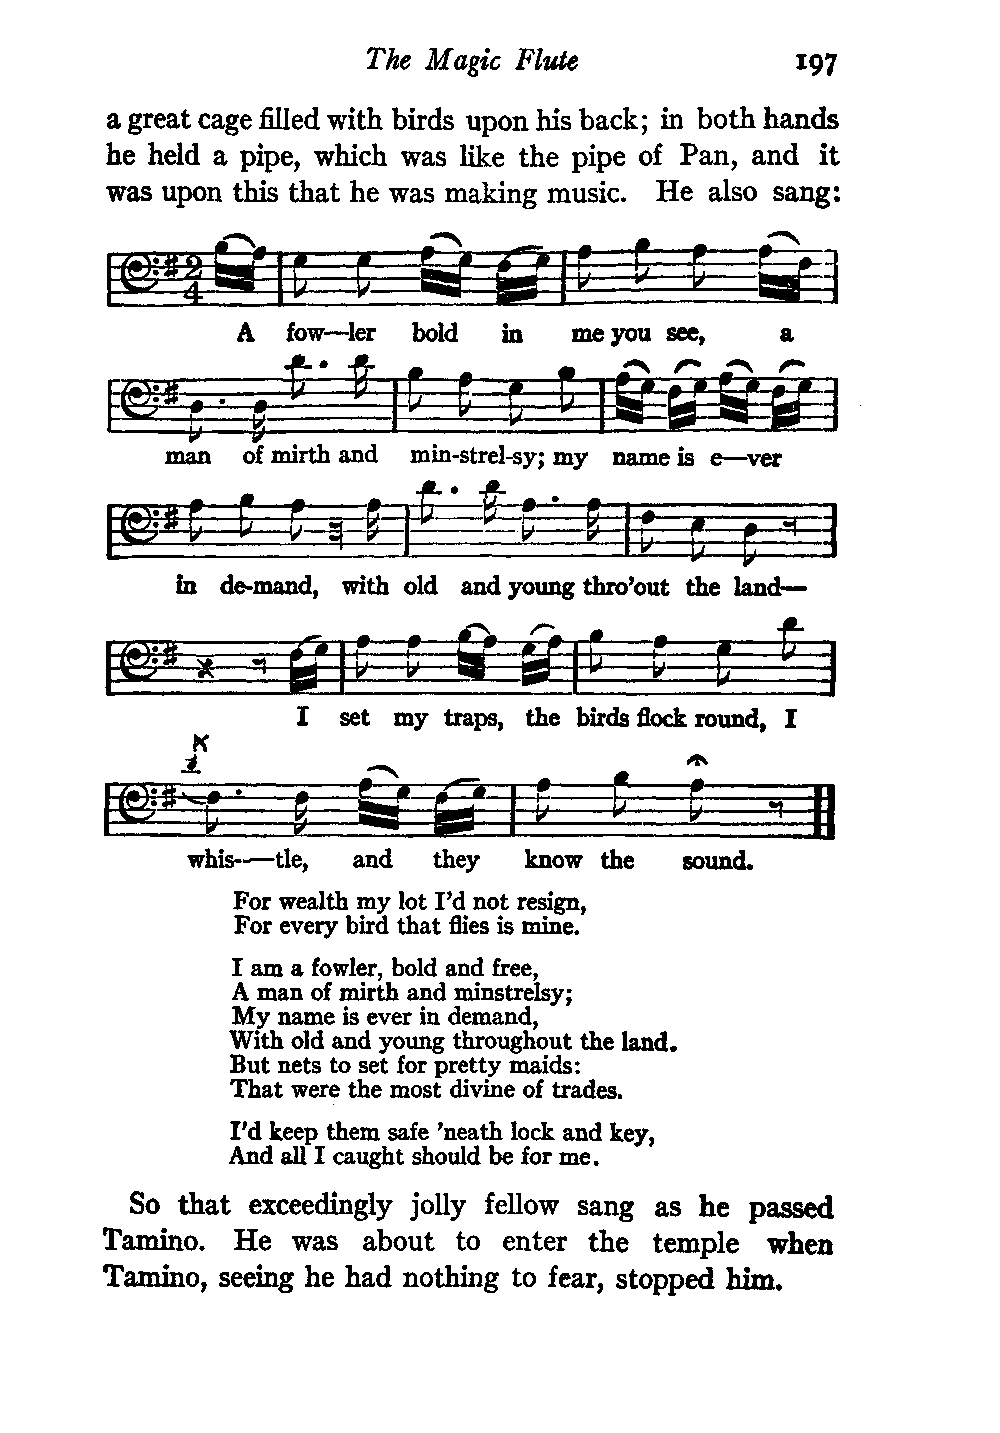 The Magic Flute 197
a great cage filled with birds upon his back; in both hands
he held a pipe, which was like the pipe of Pan, and it
was upon this that he was making music. He also sang:
2
4
A fow—ler bold in me you see, a
man of mirth and min-strel-sy; my name is e—ver
in de-mand, with old and young thro'out the land—
I set my traps, the birds flock round, I
whis-—tle, and they know the sound.
For wealth my lot I'd not resign,
For every bird that flies is mine.
I am a fowler, bold and free,
A man of mirth and minstrelsy;
My name is ever in demand,
With old and young throughout the land.
But nets to set for pretty maids:
That were the most divine of trades.
I'd keep them safe 'neath lock and key,
And all I caught should be for me.
So that exceedingly jolly fellow sang as he passed
Tamino. He was about to enter the temple when
Tamino, seeing he had nothing to fear, stopped him.